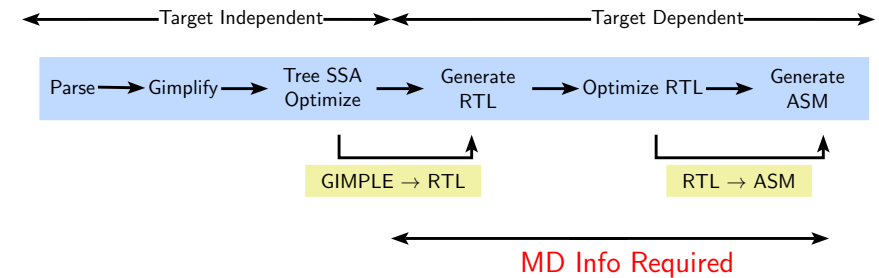 Target Independent
Target Dependent
Parse
Gimplify
Tree SSA
Optimize
Generate
RTL
Optimize RTL
Generate
ASM
GIMPLE → RTL
RTL → ASM
MD Info Required